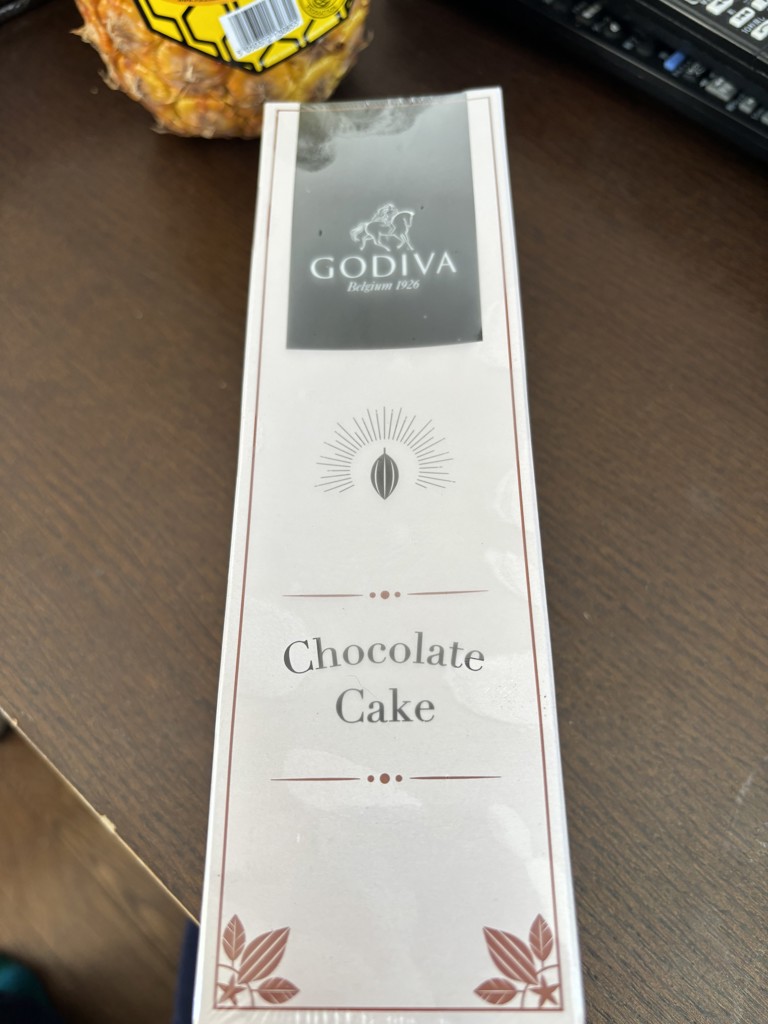 GODIVA
Belgium 1926
Chocolate
Cake